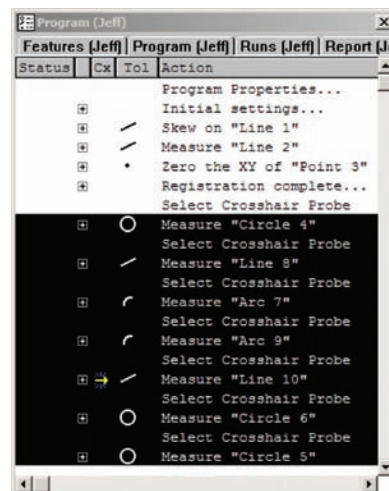 Program (Jeff)
Features (Jeff) Program (Jeff) Runs (Jeff) Report (J
Status Cx Tol Action
Program Properties...
Initial settings...
Skew on "Line 1"
Measure "Line 2"
Zero the XY of "Point 3"
Registration complete...
Select Crosshair Probe
Measure "Circle 4"
Select Crosshair Probe
Measure "Line 8"
Select Crosshair Probe
Measure "Arc 7"
Select Crosshair Probe
Measure "Arc 9"
Select Crosshair Probe
Measure "Line 10"
Select Crosshair Probe
Measure "Circle 6"
Select Crosshair Probe
Measure "Circle 5"